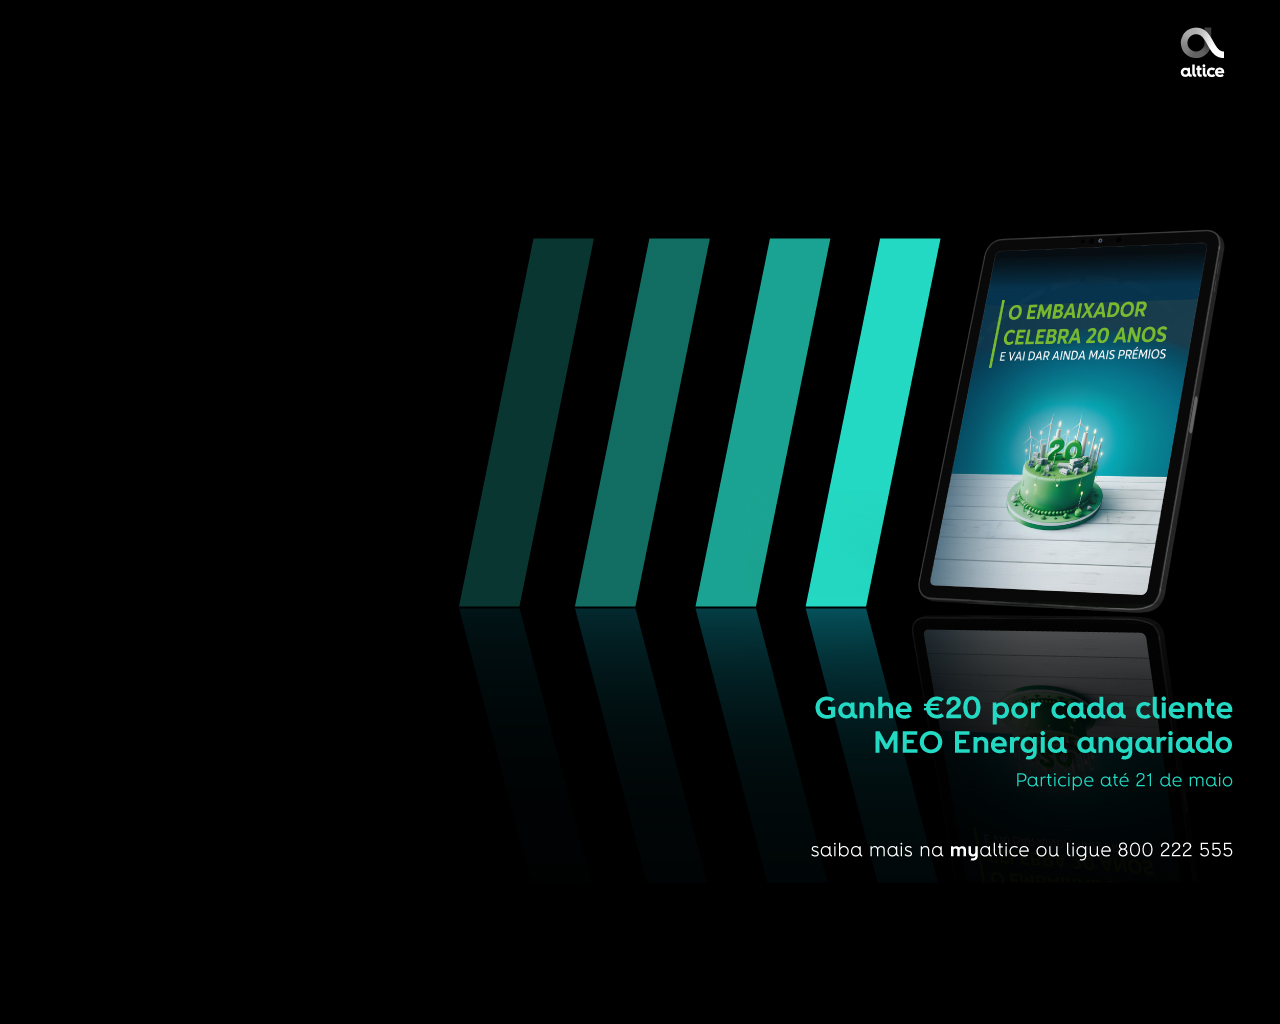 altice
O EMBAIXADOR
CELEBRA 20 ANOS
E VAI DAR AINDA MAIS PRÉMIOS
20
Ganhe €20 por cada cliente
MEO Energia angariado
Participe até 21 de maio
saiba mais na myaltice ou ligue 800 222 555